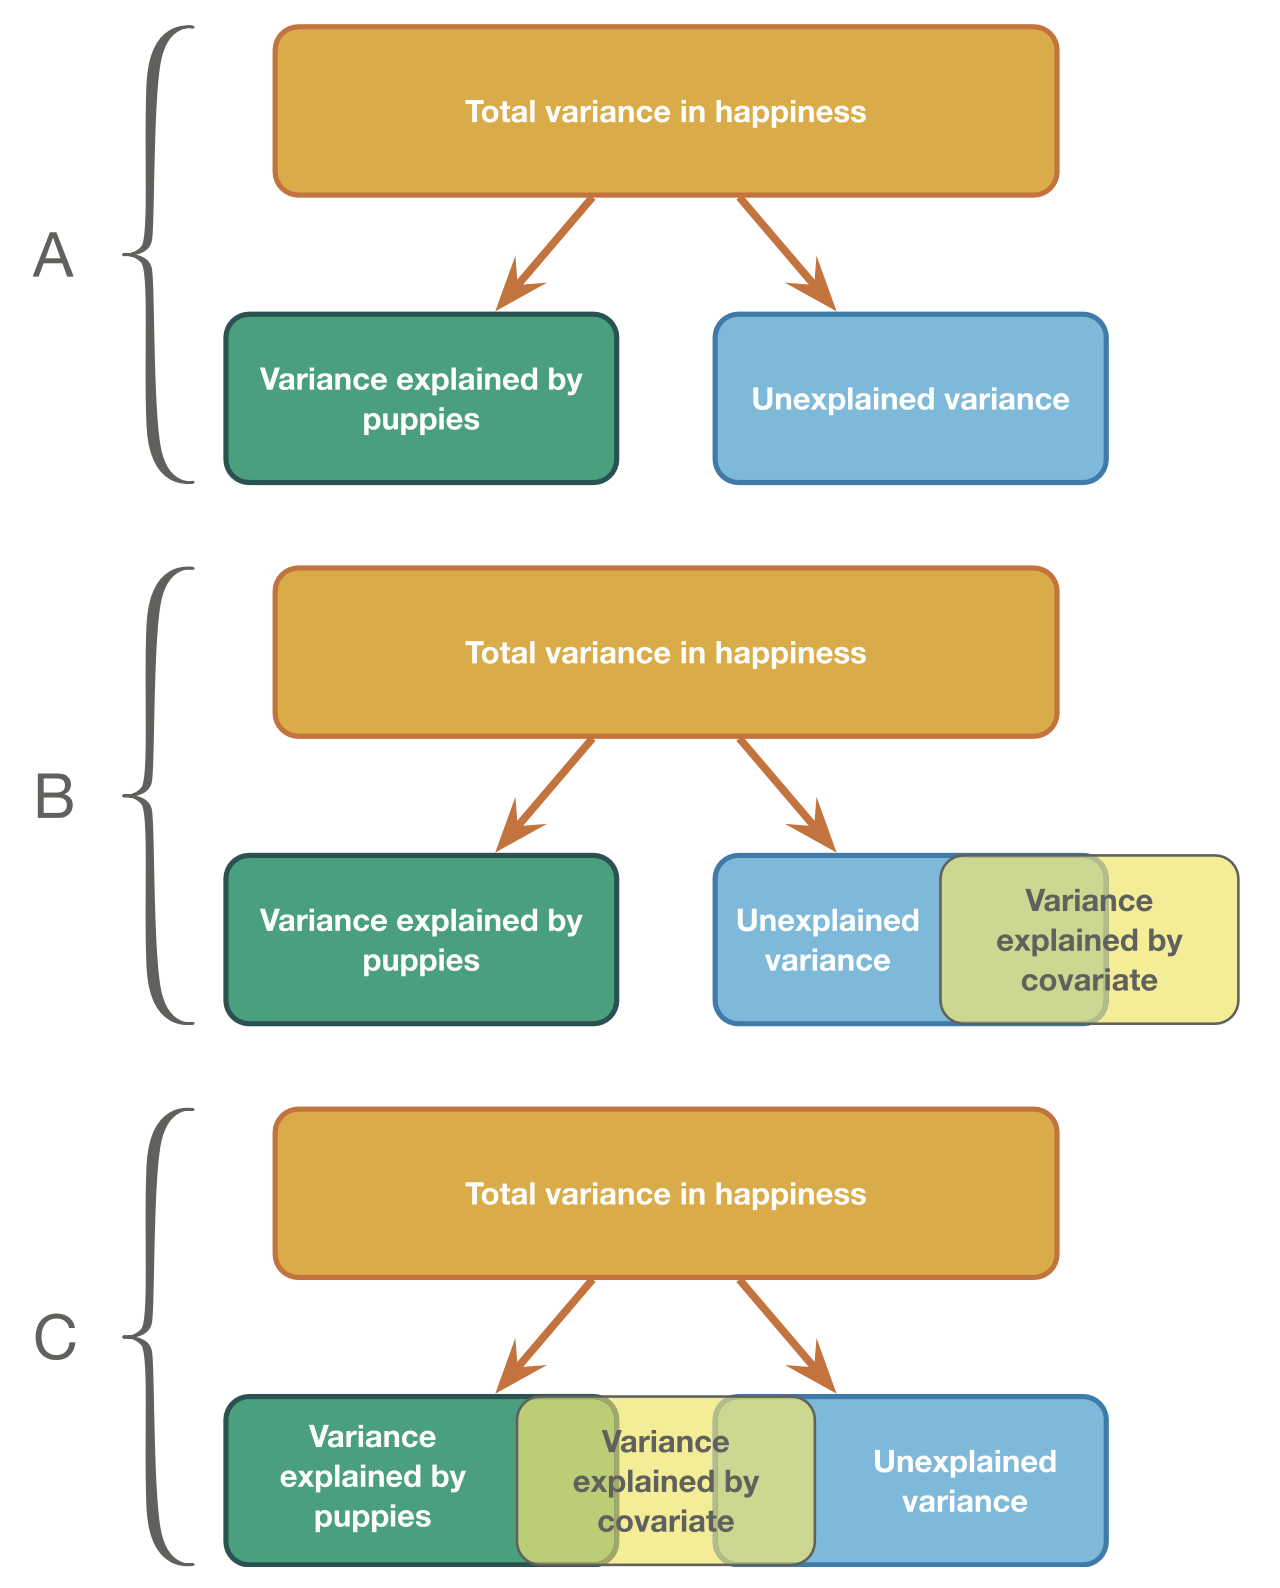 A
Total variance in happiness
Variance explained by
puppies
Unexplained variance
B
Total variance in happiness
Variance explained by
puppies
Unexplained
variance
Variance
explained by
covariate
C
Total variance in happiness
Variance
explained by
puppies
Variance
explained by
covariate
Unexplained
variance